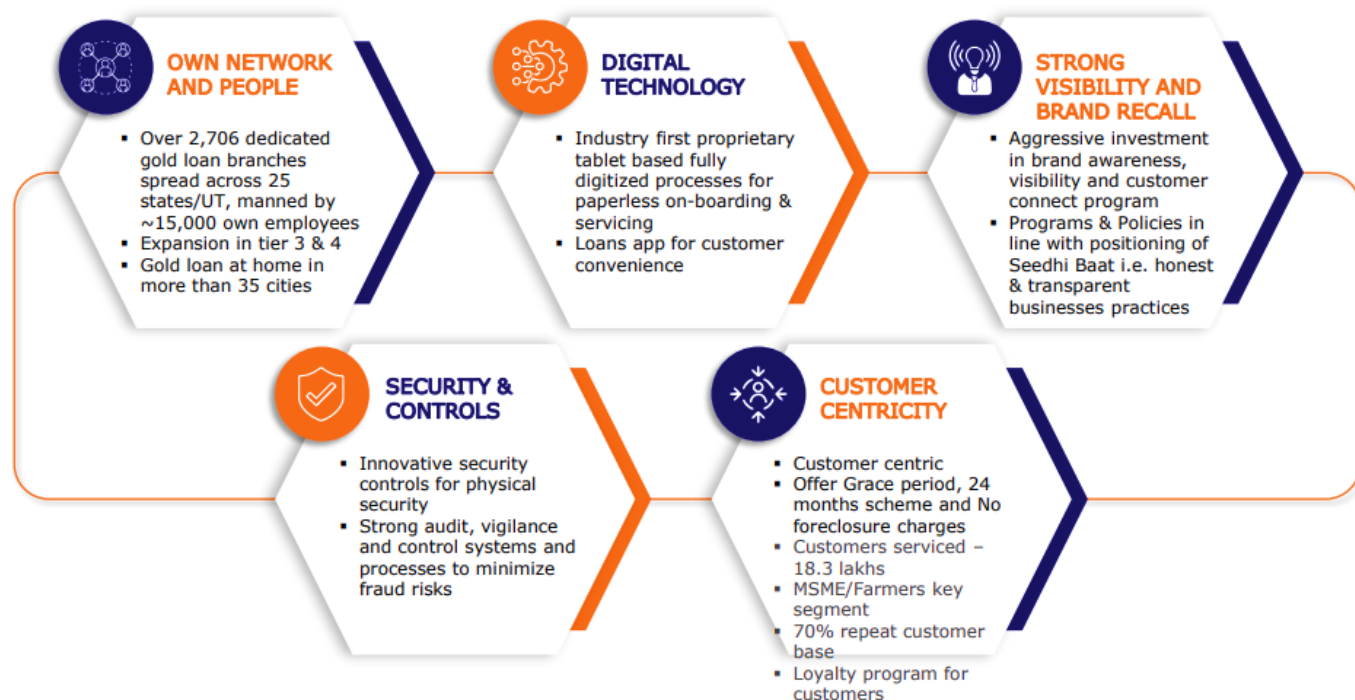 OWN NETWORK
AND PEOPLE
▪ Over 2,706 dedicated
gold loan branches
spread across 25
states/UT, manned by
~15,000 own employees
▪ Expansion in tier 3 & 4
▪ Gold loan at home in
more than 35 cities
DIGITAL
TECHNOLOGY
▪ Industry first proprietary
tablet based fully
digitized processes for
paperless on-boarding &
servicing
▪ Loans app for customer
convenience
STRONG
VISIBILITY AND
BRAND RECALL
▪ Aggressive investment
in brand awareness,
visibility and customer
connect program
▪ Programs & Policies in
line with positioning of
Seedhi Baat i.e. honest
& transparent
businesses practices
SECURITY &
CONTROLS
▪ Innovative security
controls for physical
security
▪ Strong audit, vigilance
and control systems and
processes to minimize
fraud risks
CUSTOMER
CENTRICITY
▪ Customer centric
▪ Offer Grace period, 24
months scheme and No
foreclosure charges
▪ Customers serviced –
18.3 lakhs
▪ MSME/Farmers key
segment
▪ 70% repeat customer
base
▪ Loyalty program for
customers